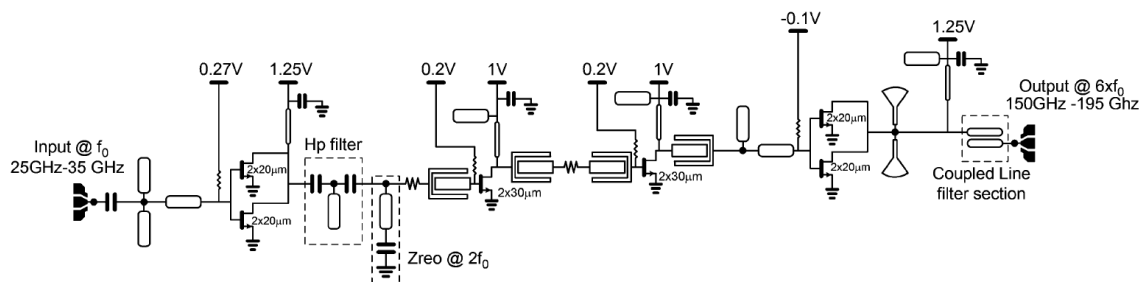 Input @ f0
25GHz-35 GHz
0.27V
1.25V
2x20μm
2x20μm
Hp filter
Zreo @ 2f0
0.2V
1V
2x30μm
0.2V
1V
2x30μm
-0.1V
2x20μm
2x20μm
1.25V
Output @ 6xf0
150GHz -195 Ghz
Coupled Line
filter section